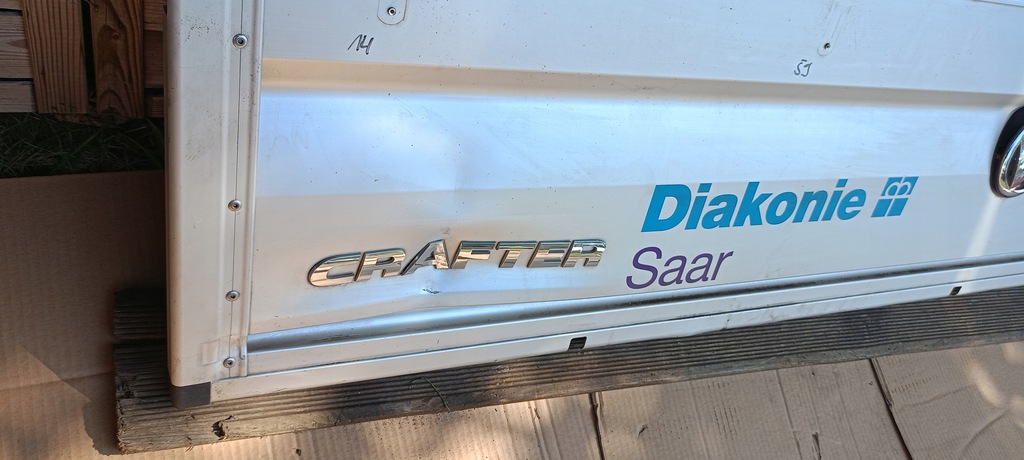 14
CRAFTER
Diakonie
Saar